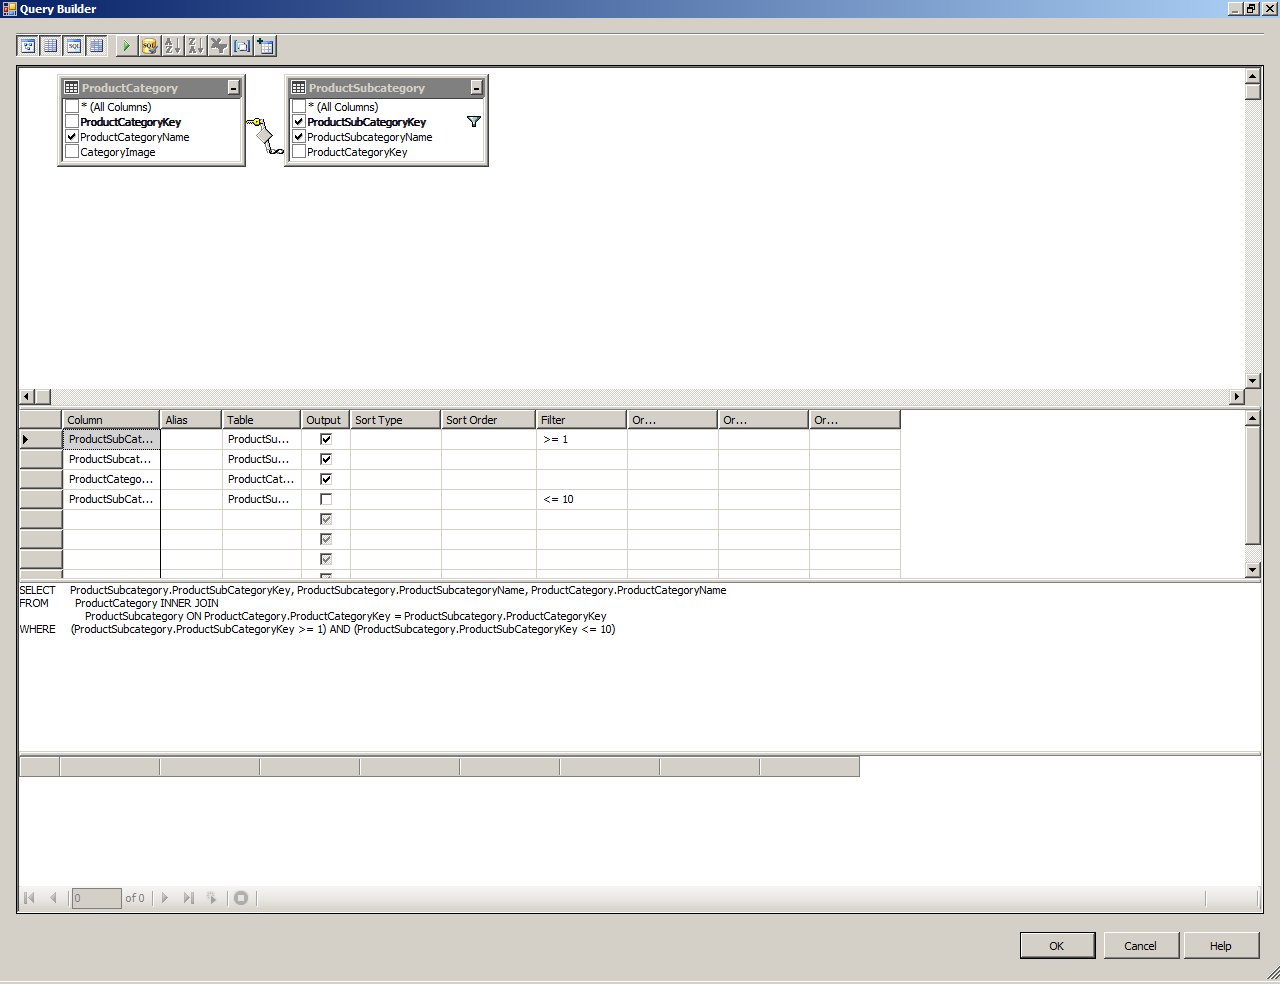 Query Builder
SQL
SQL
A Z
Z A
ProductCategory
* (All Columns)
ProductCategoryKey
ProductCategoryName
CategoryImage
ProductSubcategory
* (All Columns)
ProductSubCategoryKey
ProductSubcategoryName
ProductCategoryKey
Column Alias Table Output Sort Type Sort Order Filter Or... Or... Or...
ProductSubCat... ProductSu... >= 1
ProductSubcat... ProductSu...
ProductCatego... ProductCat...
ProductSubCat... ProductSu... <= 10
SELECT ProductSubcategory.ProductSubCategoryKey, ProductSubcategory.ProductSubcategoryName, ProductCategory.ProductCategoryName
FROM ProductCategory INNER JOIN
ProductSubcategory ON ProductCategory.ProductCategoryKey = ProductSubcategory.ProductCategoryKey
WHERE (ProductSubcategory.ProductSubCategoryKey >= 1) AND (ProductSubcategory.ProductSubCategoryKey <= 10)
0 of 0
OK Cancel Help